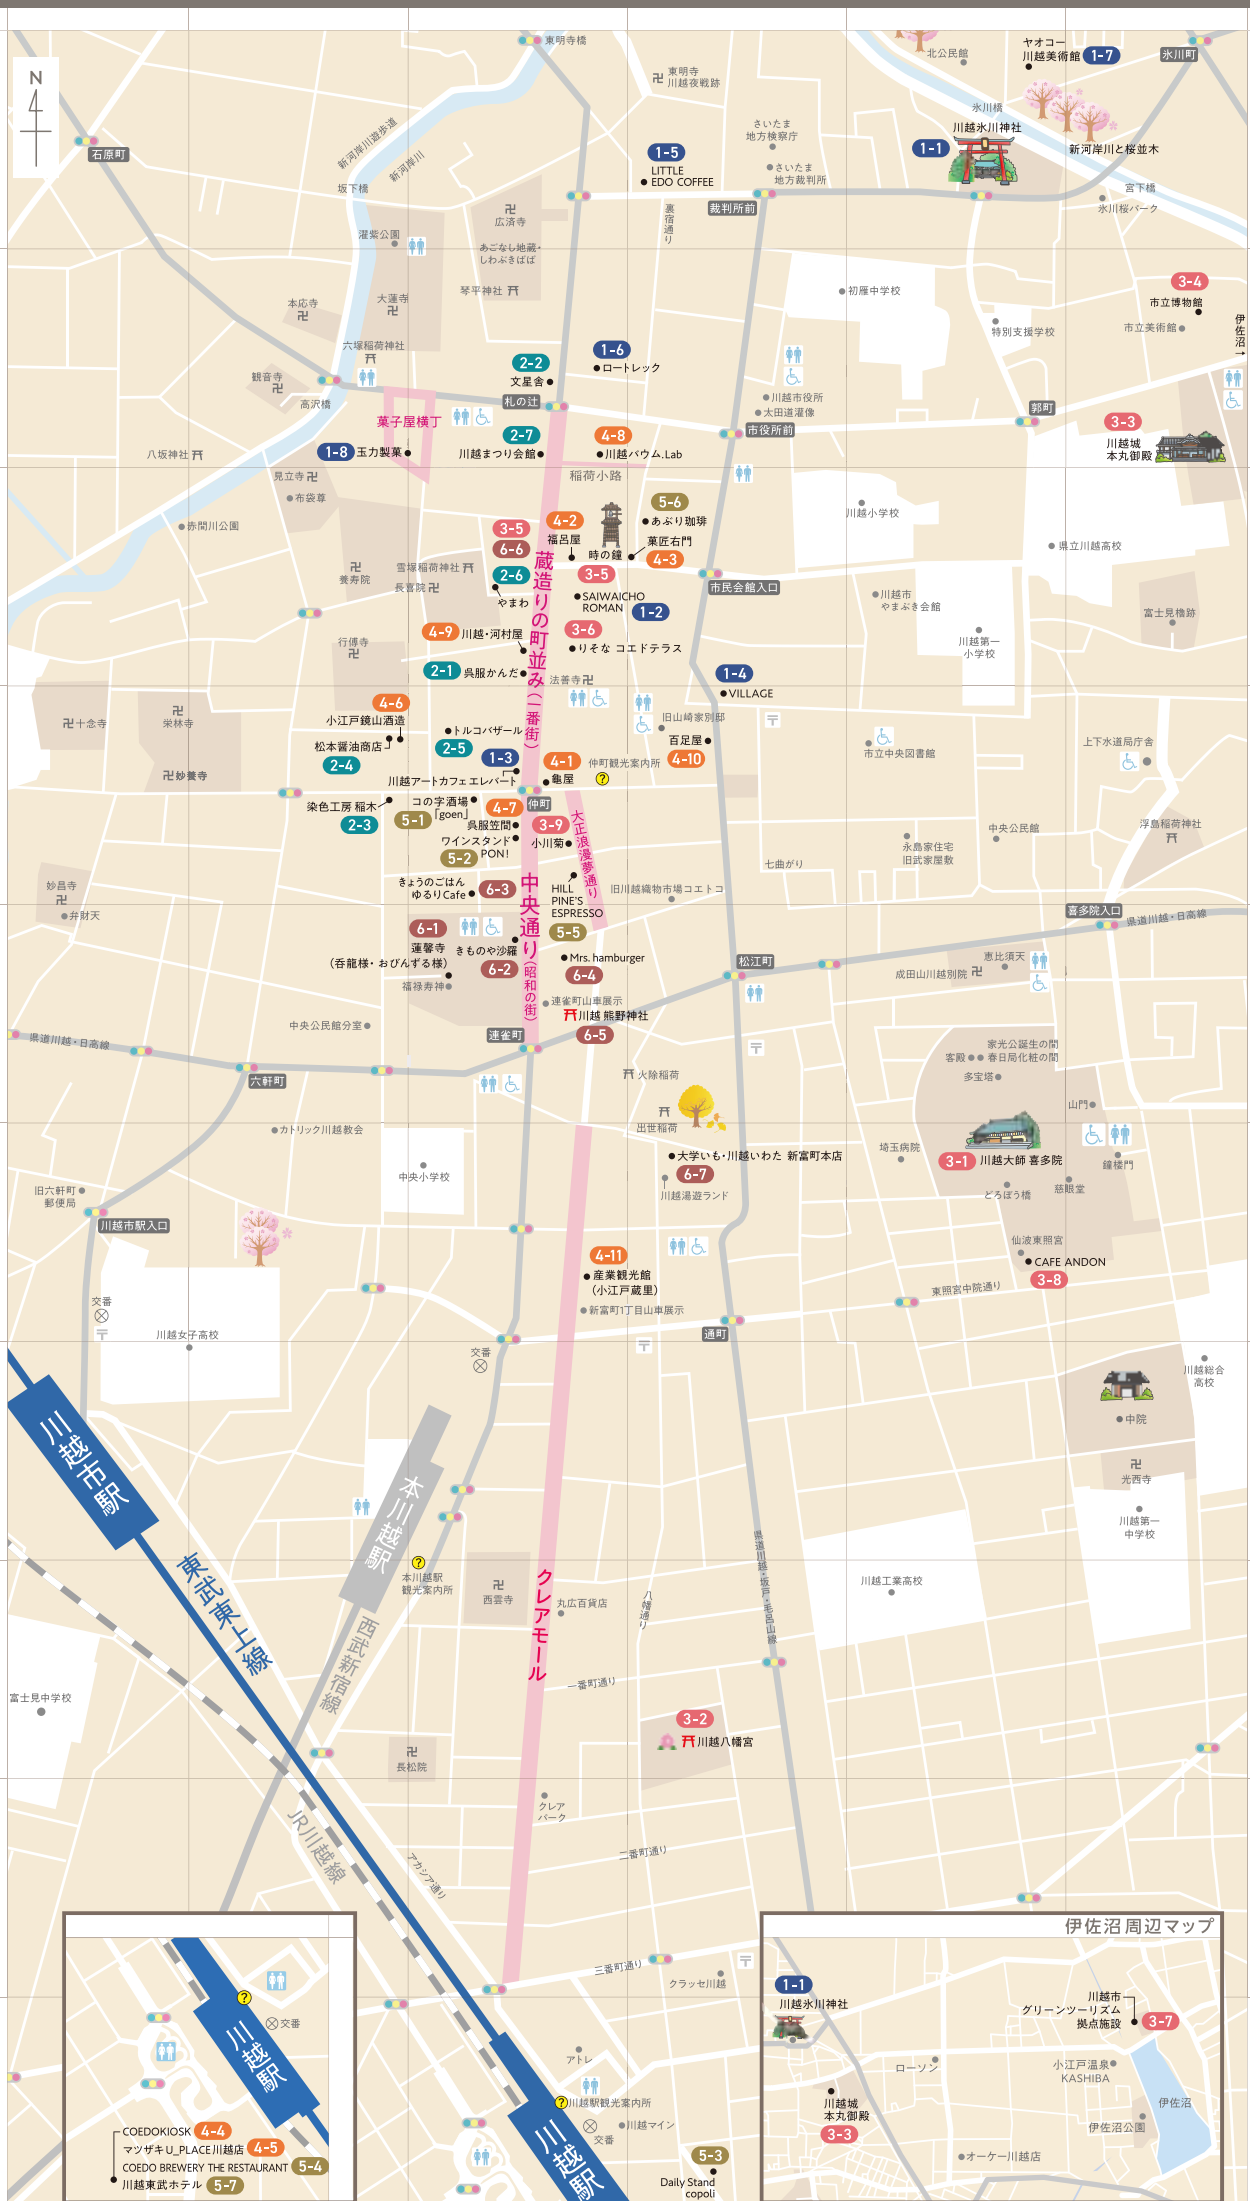 東明寺橋
ヤオコー
川越美術館
1-7
北公民館
氷川町
N
東明寺
川越夜戦跡
氷川橋
さいたま
地方検察庁
川越氷川神社
1-1
新河岸川と桜並木
石原町
新河岸川遊歩道
新河岸川
1-5
LITTLE
EDO COFFEE
さいたま
地方裁判所
坂下橋
宮下橋
氷川桜パーク
裁判所前
裏宿通り
広済寺
濯紫公園
あごなし地蔵・
しわぶきばば
琴平神社
大蓮寺
本応寺
初雁中学校
3-4
市立博物館
市立美術館
特別支援学校
伊佐沼→
六塚稲荷神社
観音寺
高沢橋
2-2
文星舎
1-6
ロートレック
札の辻
川越市役所
太田道灌像
市役所前
郭町
3-3
川越城
本丸御殿
菓子屋横丁
2-7
川越まつり会館
4-8
川越バウム.Lab
1-8
玉力製菓
八坂神社
見立寺
布袋尊
稲荷小路
赤間川公園
川越小学校
県立川越高校
5-6
あぶり珈琲
4-2
福呂屋
時の鐘
3-5
菓匠右門
4-3
3-5
6-6
2-6
やまわ
養寿院
雪塚稲荷神社
長喜院
市民会館入口
SAIWAICHO
ROMAN
1-2
川越市
やまぶき会館
富士見櫓跡
川越第一
小学校
蔵造りの町並み(一番街)
4-9
川越・河村屋
3-6
りそな コエドテラス
行傳寺
2-1
呉服かんだ
法善寺
1-4
VILLAGE
4-6
小江戸鏡山酒造
松本醤油商店
2-4
トルコバザール
2-5
十念寺
栄林寺
妙養寺
旧山崎家別邸
百足屋
4-10
市立中央図書館
上下水道局庁舎
1-3
川越アートカフェエレバート
4-1
亀屋
仲町観光案内所
仲町
染色工房 稲木
2-3
コの字酒場
「goen」
5-1
4-7
呉服笠間
ワインスタンド
PON!
5-2
3-9
小川菊
大正浪漫夢通り
中央公民館
永島家住宅
旧武家屋敷
浮島稲荷神社
七曲がり
妙昌寺
弁財天
きょうのごはん
ゆるりCafe
6-3
HILL
PINE'S
ESPRESSO
5-5
旧川越織物市場コエトコ
中央通り(昭和の街)
喜多院入口
県道川越・日高線
6-1
蓮馨寺
(呑龍様・おびんずる様)
福禄寿神
きものや沙羅
6-2
Mrs. hamburger
6-4
松江町
恵比須天
成田山川越別院
連雀町山車展示
川越 熊野神社
6-5
中央公民館分室
連雀町
県道川越・日高線
六軒町
家光公誕生の間
客殿
春日局化粧の間
多宝塔
山門
火除稲荷
出世稲荷
カトリック川越教会
中央小学校
大学いも・川越いわた 新富町本店
6-7
川越湯遊ランド
埼玉病院
3-1
川越大師 喜多院
鐘楼門
どろぼう橋
慈眼堂
旧六軒町
郵便局
川越市駅入口
仙波東照宮
CAFE ANDON
3-8
東照宮中院通り
4-11
産業観光館
(小江戸蔵里)
新富町1丁目山車展示
通町
交番
川越女子高校
交番
川越総合
高校
中院
光西寺
川越第一
中学校
川越市駅
本川越駅
本川越駅
観光案内所
東武東上線
西武新宿線
西雲寺
クレアモール
丸広百貨店
八幡通り
県道川越・坂戸・毛呂山線
川越工業高校
一番町通り
富士見中学校
3-2
川越八幡宮
長松院
クレア
パーク
JR川越線
アカシア通り
二番町通り
三番町通り
クラッセ川越
アトレ
川越駅観光案内所
交番
川越マイン
川越駅
5-3
Daily Stand
copoli
交番
川越駅
COEDOKIOSK
4-4
マツザキ U_PLACE川越店
4-5
COEDO BREWERY THE RESTAURANT
5-4
川越東武ホテル
5-7
伊佐沼周辺マップ
1-1
川越氷川神社
川越市
グリーンツーリズム
拠点施設
3-7
ローソン
小江戸温泉
KASHIBA
川越城
本丸御殿
3-3
伊佐沼
伊佐沼公園
オーケー川越店